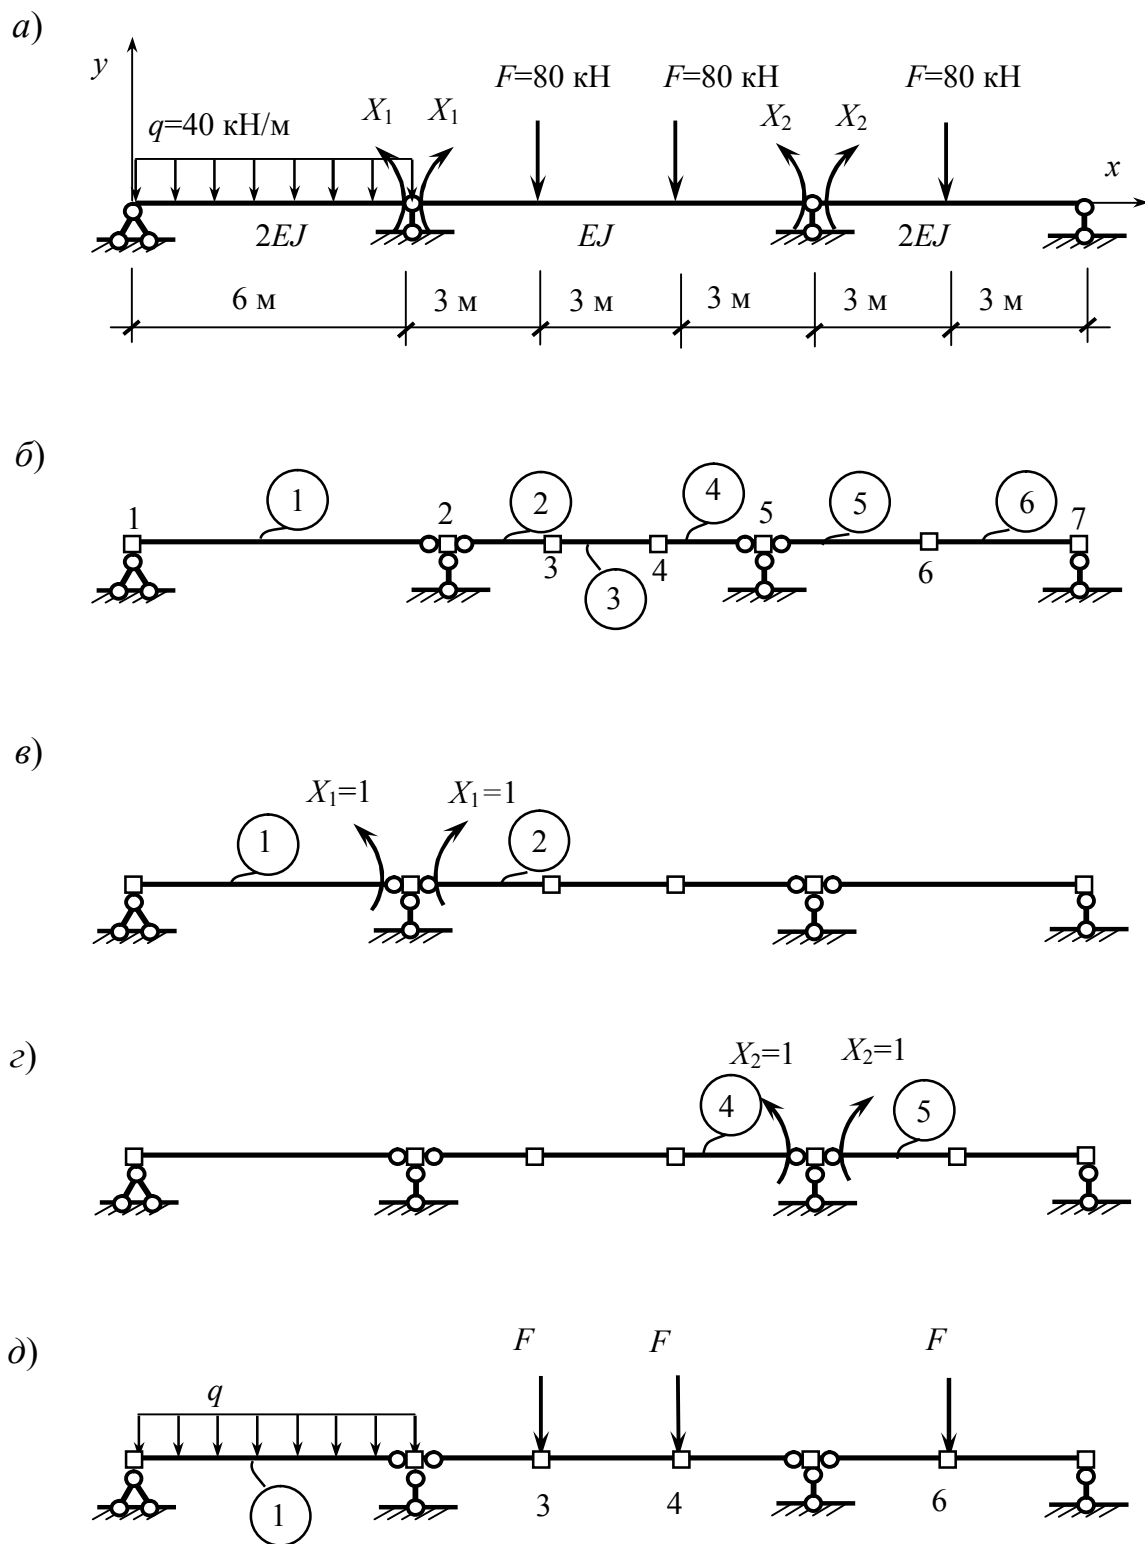 а)
y
F=80 кН F=80 кН F=80 кН
q=40 кН/м X₁ X₁ X₂ X₂
x
2EJ EJ 2EJ
6 м 3 м 3 м 3 м 3 м 3 м
б)
1 1 2 2 4 5 5 6 7
3 3 4 6
в)
X₁=1 X₁=1
1 2
г)
X₂=1 X₂=1
4 5
д)
F F F
q
1 3 4 6